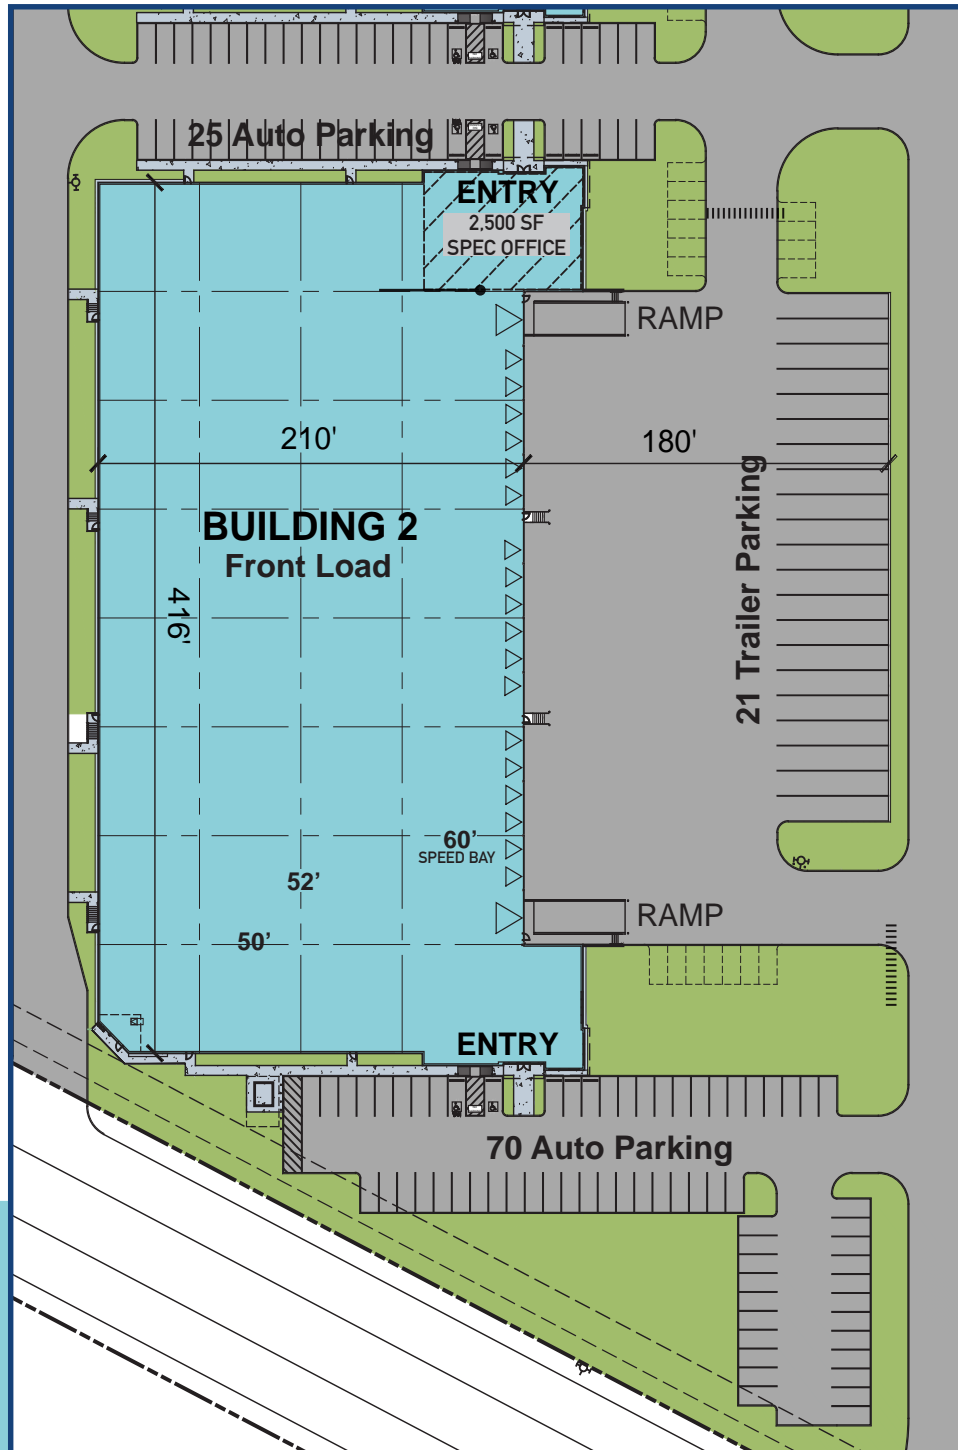 25 Auto Parking
ENTRY
2,500 SF
SPEC OFFICE
RAMP
210'
180'
BUILDING 2
Front Load
416'
21 Trailer Parking
60’
SPEED BAY
52’
50’
RAMP
ENTRY
70 Auto Parking